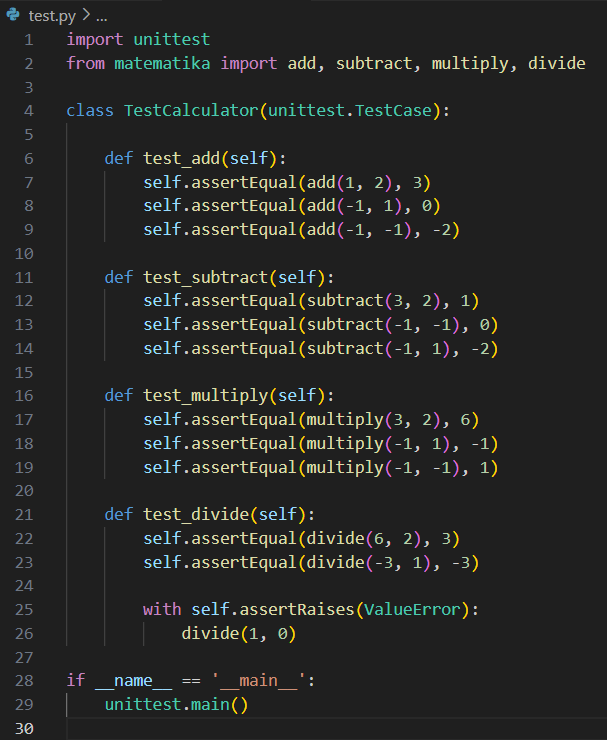 test.py > ...
1 import unittest
2 from matematika import add, subtract, multiply, divide
3
4 class TestCalculator(unittest.TestCase):
5
6     def test_add(self):
7         self.assertEqual(add(1, 2), 3)
8         self.assertEqual(add(-1, 1), 0)
9         self.assertEqual(add(-1, -1), -2)
10
11     def test_subtract(self):
12         self.assertEqual(subtract(3, 2), 1)
13         self.assertEqual(subtract(-1, -1), 0)
14         self.assertEqual(subtract(-1, 1), -2)
15
16     def test_multiply(self):
17         self.assertEqual(multiply(3, 2), 6)
18         self.assertEqual(multiply(-1, 1), -1)
19         self.assertEqual(multiply(-1, -1), 1)
20
21     def test_divide(self):
22         self.assertEqual(divide(6, 2), 3)
23         self.assertEqual(divide(-3, 1), -3)
24
25         with self.assertRaises(ValueError):
26             divide(1, 0)
27
28 if __name__ == '__main__':
29     unittest.main()
30